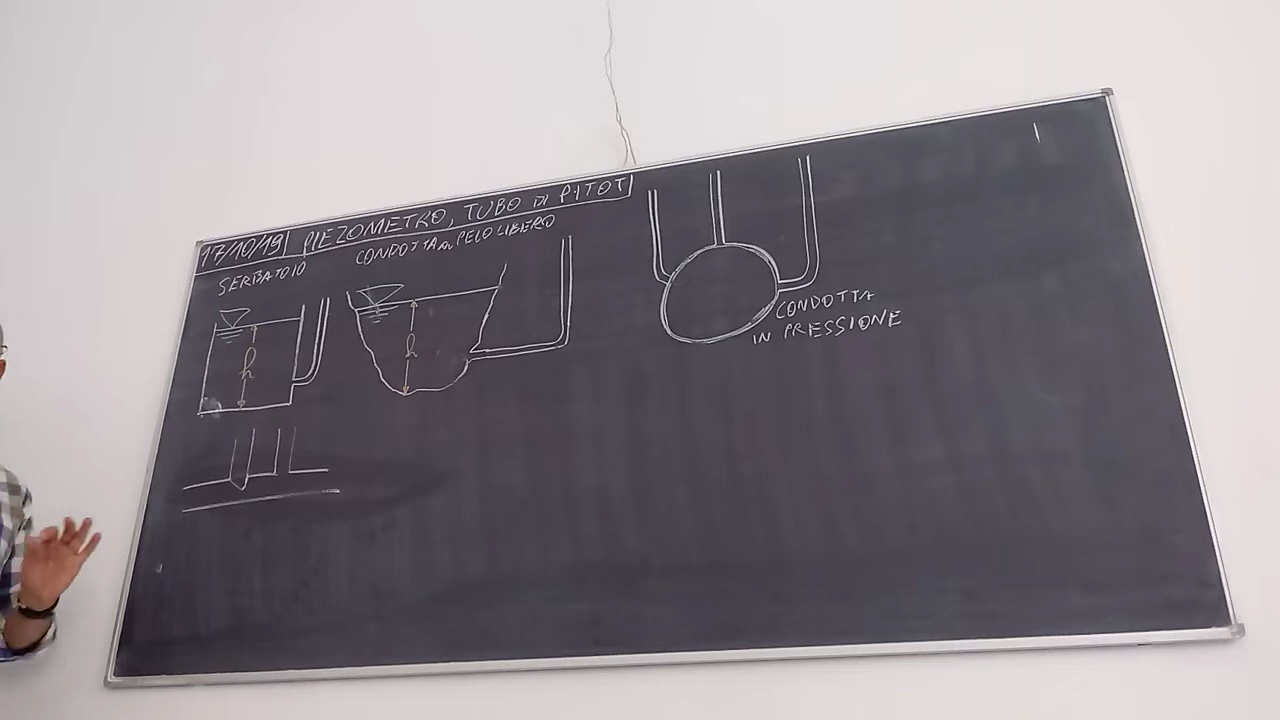 17/10/19 PIEZOMETRO, TUBO DI PITOT
SERBATOIO
CONDOTTA a PELO LIBERO
h
h
CONDOTTA
IN PRESSIONE